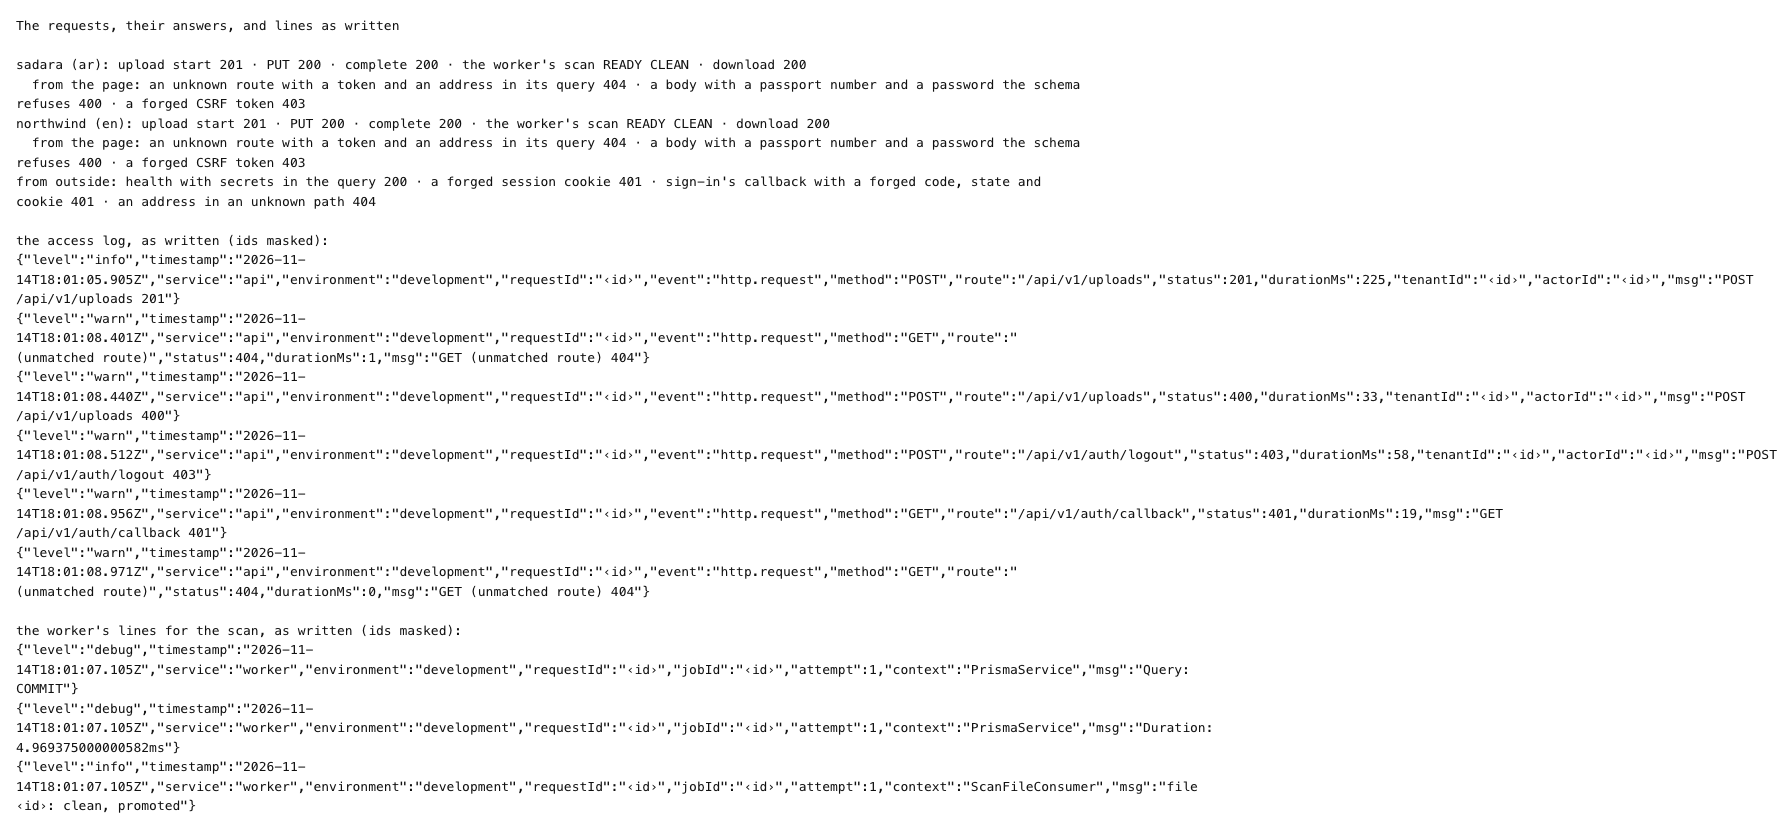 The requests, their answers, and lines as written
sadara (ar): upload start 201 · PUT 200 · complete 200 · the worker's scan READY CLEAN · download 200
from the page: an unknown route with a token and an address in its query 404 · a body with a passport number and a password the schema
refuses 400 · a forged CSRF token 403
northwind (en): upload start 201 · PUT 200 · complete 200 · the worker's scan READY CLEAN · download 200
from the page: an unknown route with a token and an address in its query 404 · a body with a passport number and a password the schema
refuses 400 · a forged CSRF token 403
from outside: health with secrets in the query 200 · a forged session cookie 401 · sign-in's callback with a forged code, state and
cookie 401 · an address in an unknown path 404
the access log, as written (ids masked):
{"level":"info","timestamp":"2026-11-
14T18:01:05.905Z","service":"api","environment":"development","requestId":"‹id›","event":"http.request","method":"POST","route":"/api/v1/uploads","status":201,"durationMs":225,"tenantId":"‹id›","actorId":"‹id›","msg":"POST
/api/v1/uploads 201"}
{"level":"warn","timestamp":"2026-11-
14T18:01:08.401Z","service":"api","environment":"development","requestId":"‹id›","event":"http.request","method":"GET","route":"
(unmatched route)","status":404,"durationMs":1,"msg":"GET (unmatched route) 404"}
{"level":"warn","timestamp":"2026-11-
14T18:01:08.440Z","service":"api","environment":"development","requestId":"‹id›","event":"http.request","method":"POST","route":"/api/v1/uploads","status":400,"durationMs":33,"tenantId":"‹id›","actorId":"‹id›","msg":"POST
/api/v1/uploads 400"}
{"level":"warn","timestamp":"2026-11-
14T18:01:08.512Z","service":"api","environment":"development","requestId":"‹id›","event":"http.request","method":"POST","route":"/api/v1/auth/logout","status":403,"durationMs":58,"tenantId":"‹id›","actorId":"‹id›","msg":"POST
/api/v1/auth/logout 403"}
{"level":"warn","timestamp":"2026-11-
14T18:01:08.956Z","service":"api","environment":"development","requestId":"‹id›","event":"http.request","method":"GET","route":"/api/v1/auth/callback","status":401,"durationMs":19,"msg":"GET
/api/v1/auth/callback 401"}
{"level":"warn","timestamp":"2026-11-
14T18:01:08.971Z","service":"api","environment":"development","requestId":"‹id›","event":"http.request","method":"GET","route":"
(unmatched route)","status":404,"durationMs":0,"msg":"GET (unmatched route) 404"}
the worker's lines for the scan, as written (ids masked):
{"level":"debug","timestamp":"2026-11-
14T18:01:07.105Z","service":"worker","environment":"development","requestId":"‹id›","jobId":"‹id›","attempt":1,"context":"PrismaService","msg":"Query:
COMMIT"}
{"level":"debug","timestamp":"2026-11-
14T18:01:07.105Z","service":"worker","environment":"development","requestId":"‹id›","jobId":"‹id›","attempt":1,"context":"PrismaService","msg":"Duration:
4.969375000000582ms"}
{"level":"info","timestamp":"2026-11-
14T18:01:07.105Z","service":"worker","environment":"development","requestId":"‹id›","jobId":"‹id›","attempt":1,"context":"ScanFileConsumer","msg":"file
‹id›: clean, promoted"}